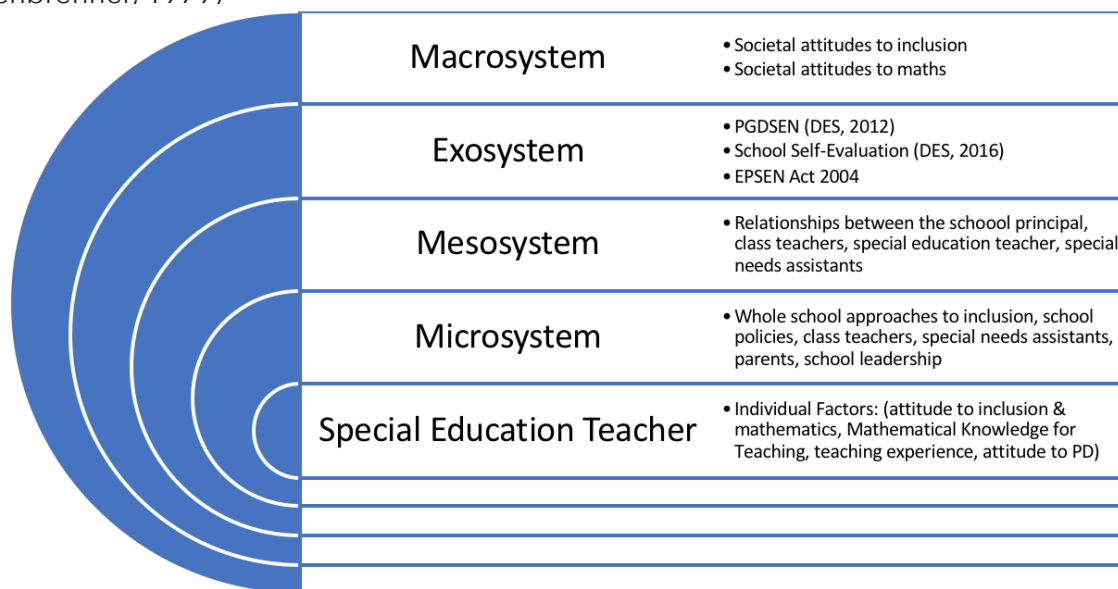 Macrosystem
• Societal attitudes to inclusion
• Societal attitudes to maths
Exosystem
• PGDSEN (DES, 2012)
• School Self-Evaluation (DES, 2016)
• EPSEN Act 2004
Mesosystem
• Relationships between the schoool principal,
class teachers, special education teacher, special
needs assistants
Microsystem
• Whole school approaches to inclusion, school
policies, class teachers, special needs assistants,
parents, school leadership
Special Education Teacher
• Individual Factors: (attitude to inclusion &
mathematics, Mathematical Knowledge for
Teaching, teaching experience, attitude to PD)